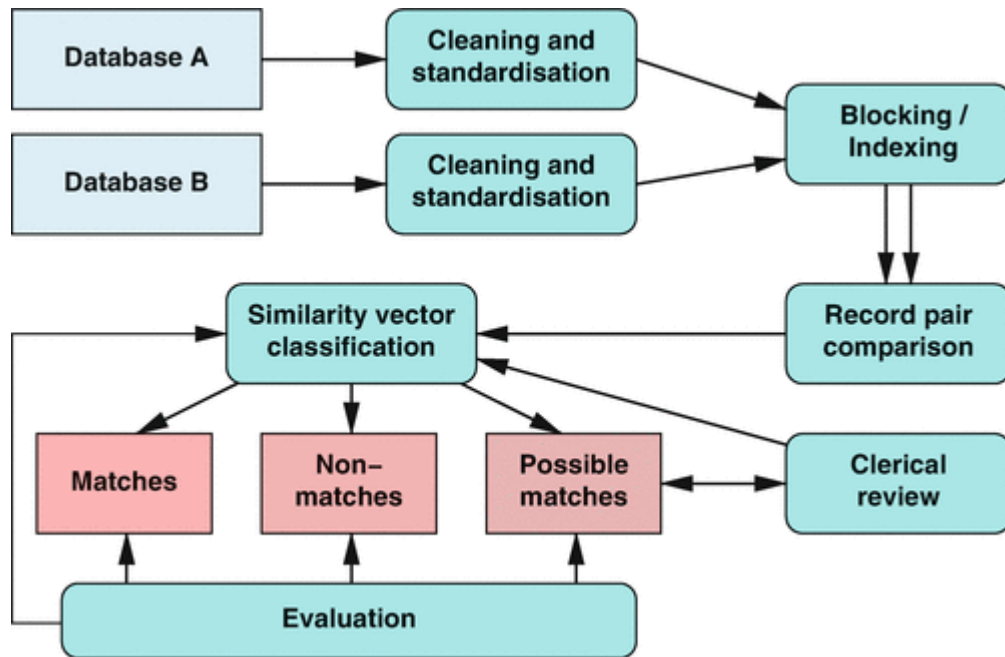 Database A
Cleaning and
standardisation
Blocking /
Indexing
Database B
Cleaning and
standardisation
Similarity vector
classification
Record pair
comparison
Matches
Non−
matches
Possible
matches
Clerical
review
Evaluation